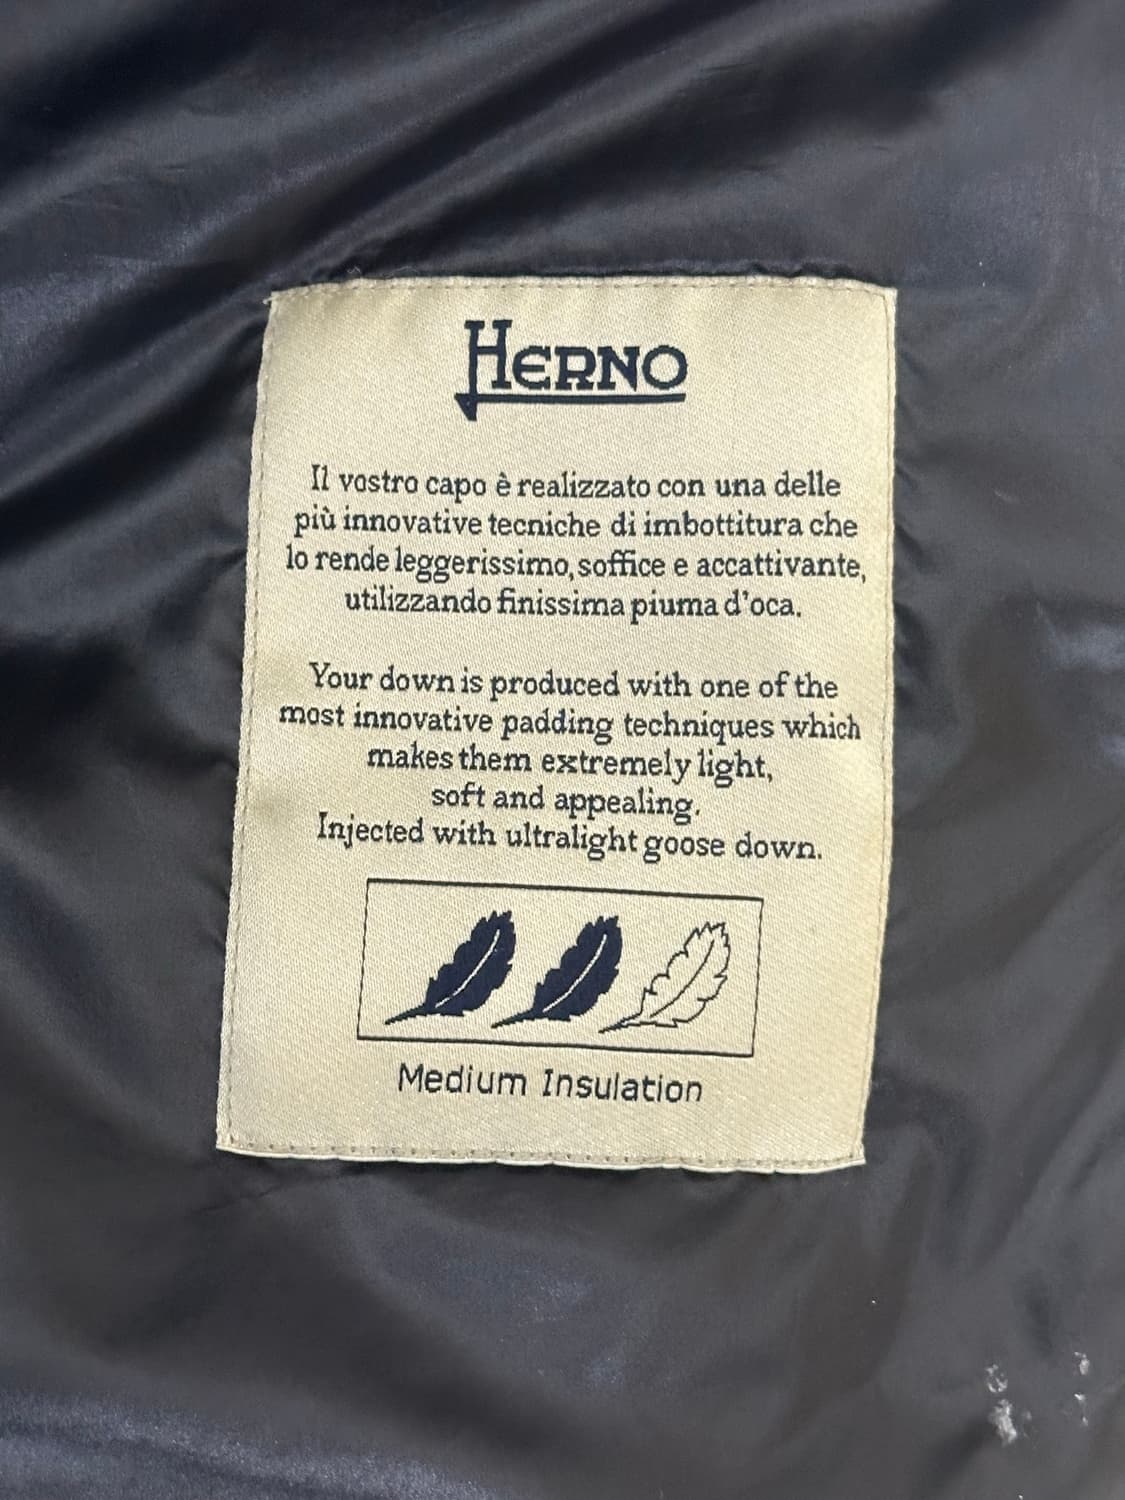 HERNO
Il vostro capo è realizzato con una delle
più innovative tecniche di imbottitura che
lo rende leggerissimo, soffice e accattivante,
utilizzando finissima piuma d'oca.
Your down is produced with one of the
most innovative padding techniques which
makes them extremely light,
soft and appealing.
Injected with ultralight goose down.
Medium Insulation